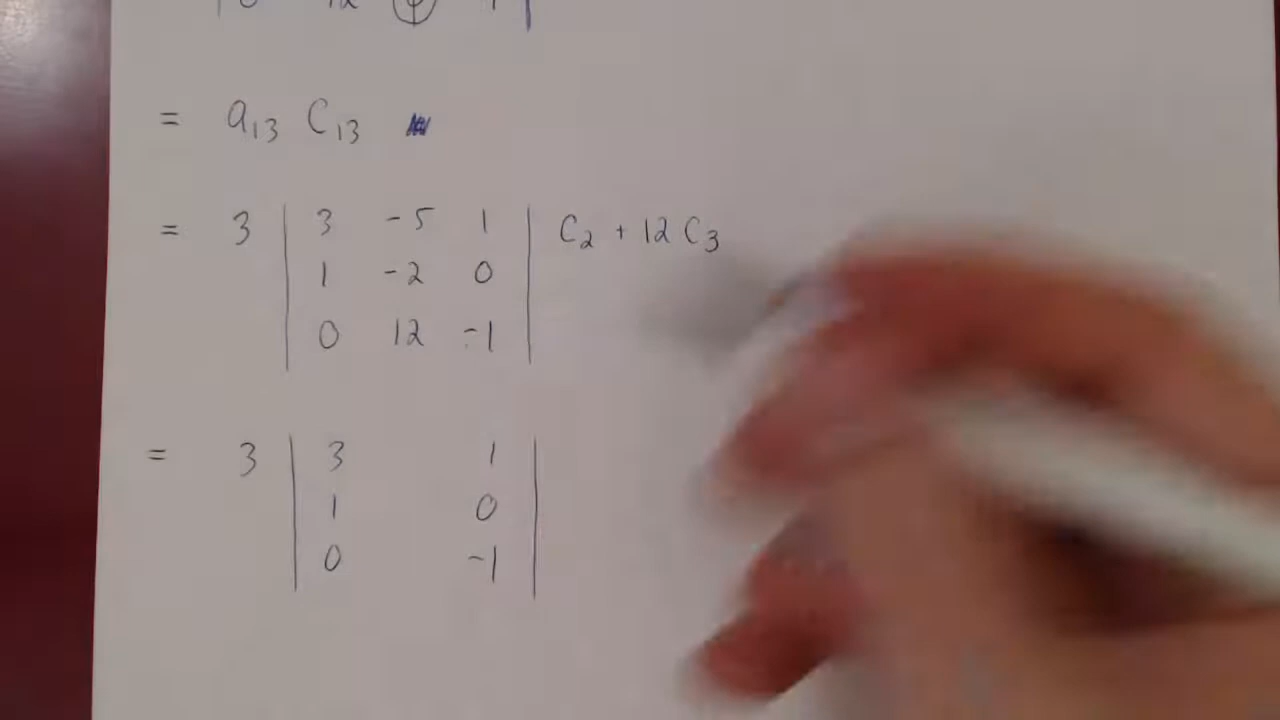 = a13 C13
= 3 | 3 -5 1 | C2 + 12 C3
1 -2 0
0 12 -1
= 3 | 3 1 |
1 0
0 -1